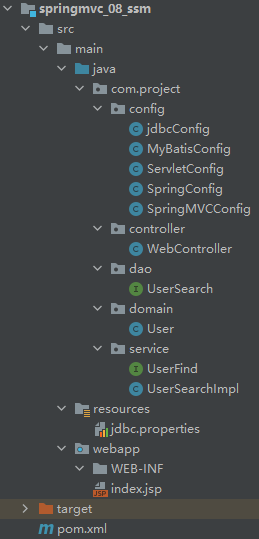 springmvc_08_ssm
src
main
java
com.project
config
jdbcConfig
MyBatisConfig
ServletConfig
SpringConfig
SpringMVCConfig
controller
WebController
dao
UserSearch
domain
User
service
UserFind
UserSearchImpl
resources
jdbc.properties
webapp
WEB-INF
index.jsp
target
pom.xml